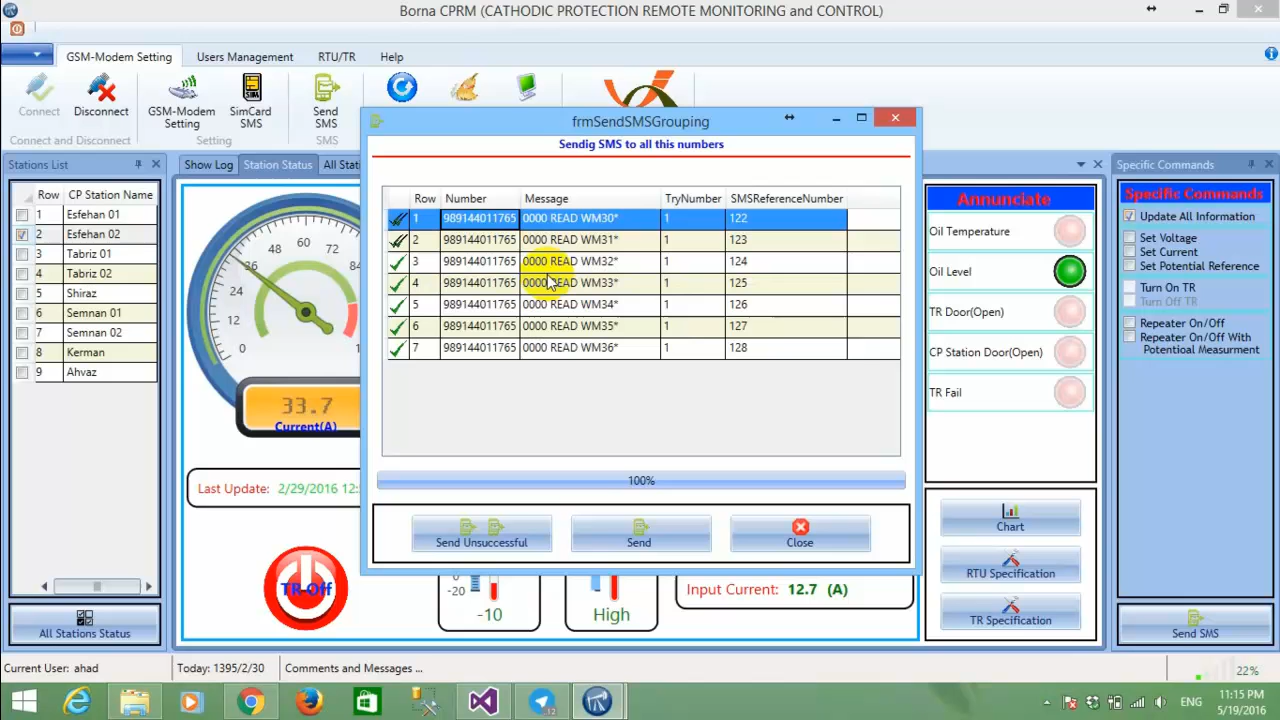 Borna CPRM (CATHODIC PROTECTION REMOTE MONITORING and CONTROL)
GSM-Modem Setting
Users Management
RTU/TR
Help
Connect
Disconnect
GSM-Modem
Setting
SimCard
SMS
Send
SMS
Connect and Disconnect
Setting
SMS
Stations List
Row CP Station Name
1 Esfehan 01
2 Esfehan 02
3 Tabriz 01
4 Tabriz 02
5 Shiraz
6 Semnan 01
7 Semnan 02
8 Kerman
9 Ahvaz
All Stations Status
Show Log
Station Status
All Stati
0
12
24
36
48
60
72
84
33.7
Current(A)
Last Update: 2/29/2016 12:
TR-Off
frmSendSMSGrouping
Sendig SMS to all this numbers
Row Number Message TryNumber SMSReferenceNumber
1 989144011765 0000 READ WM30* 1 122
2 989144011765 0000 READ WM31* 1 123
3 989144011765 0000 READ WM32* 1 124
4 989144011765 0000 READ WM33* 1 125
5 989144011765 0000 READ WM34* 1 126
6 989144011765 0000 READ WM35* 1 127
7 989144011765 0000 READ WM36* 1 128
100%
Send Unsuccessful
Send
Close
-20
-10
High
Input Current: 12.7 (A)
Annunciate
Oil Temperature
Oil Level
TR Door(Open)
CP Station Door(Open)
TR Fail
Chart
RTU Specification
TR Specification
Specific Commands
Specific Commands
Update All Information
Set Voltage
Set Current
Set Potential Reference
Turn On TR
Turn Off TR
Repeater On/Off
Repeater On/Off With
Potentioal Measurment
Send SMS
Current User: ahad
Today: 1395/2/30
Comments and Messages ...
22%
ENG
11:15 PM
5/19/2016